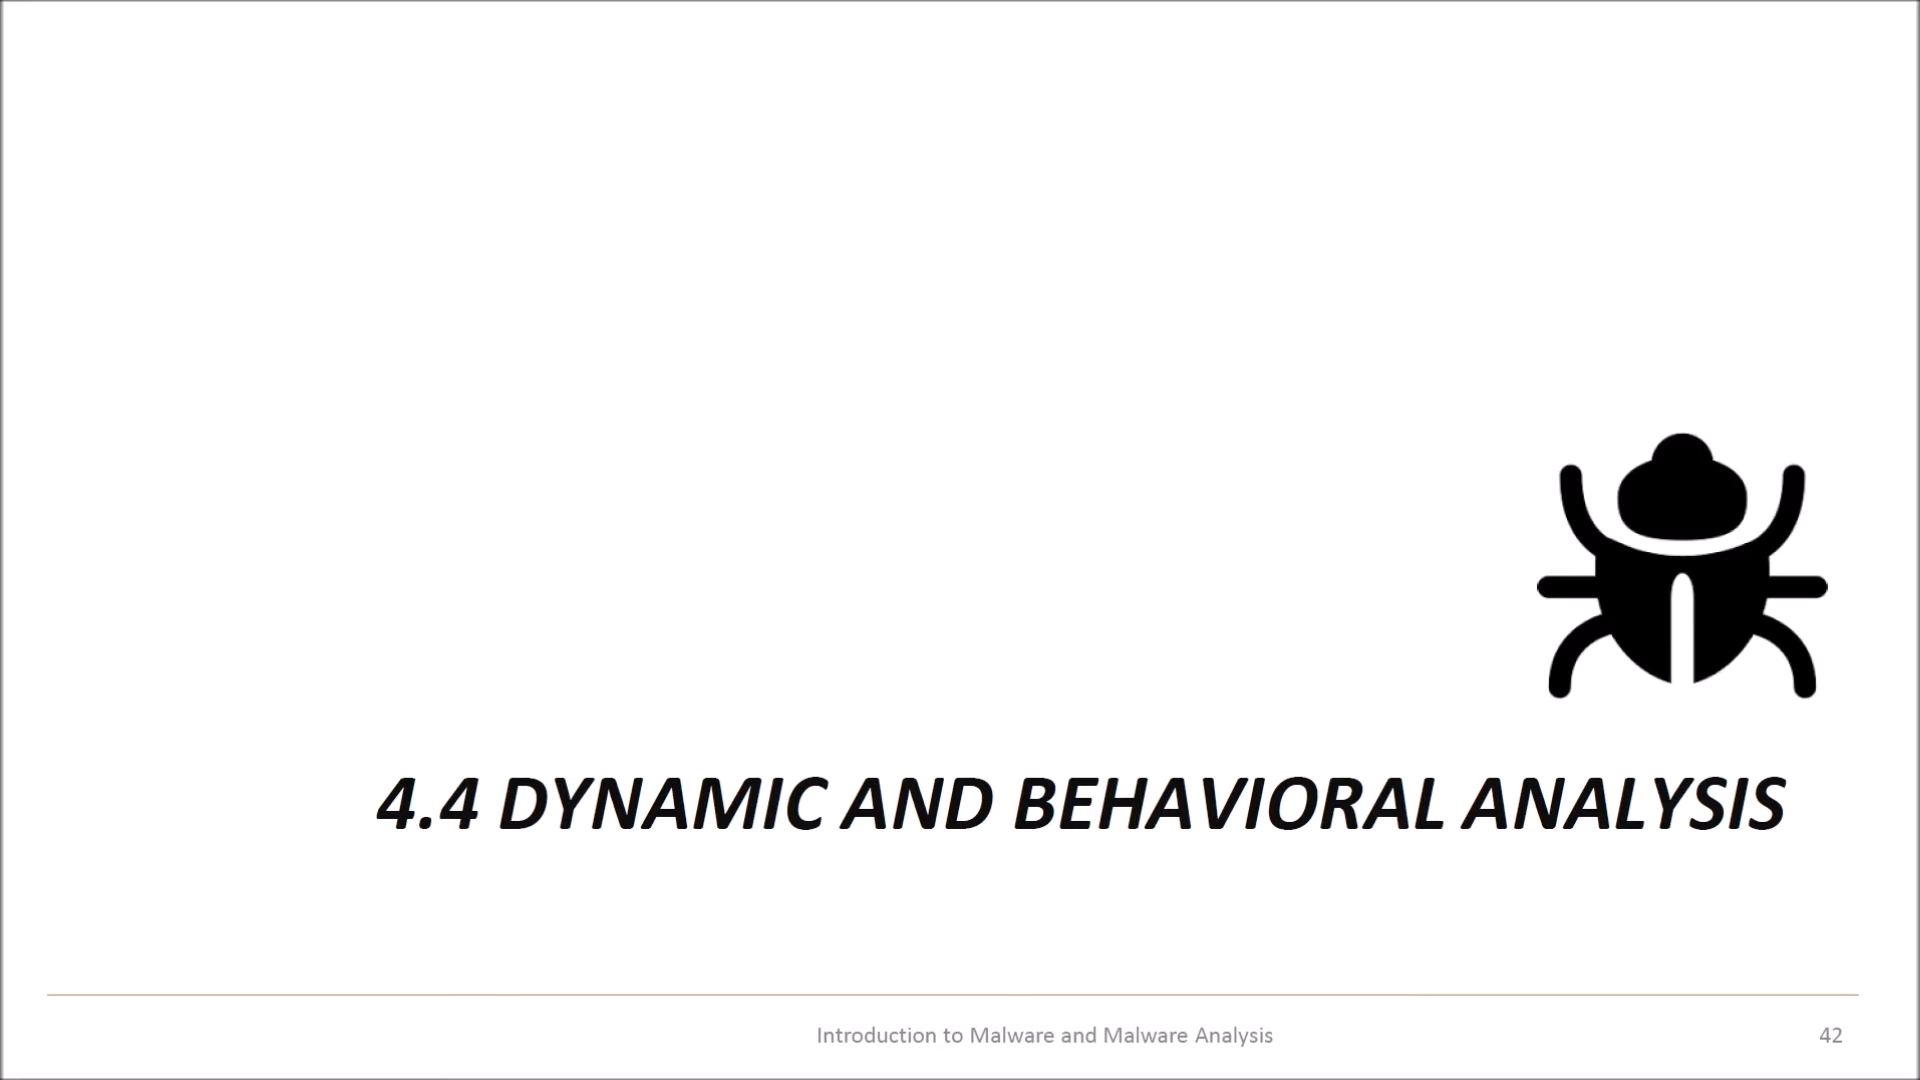 4.4 DYNAMIC AND BEHAVIORAL ANALYSIS
Introduction to Malware and Malware Analysis
42